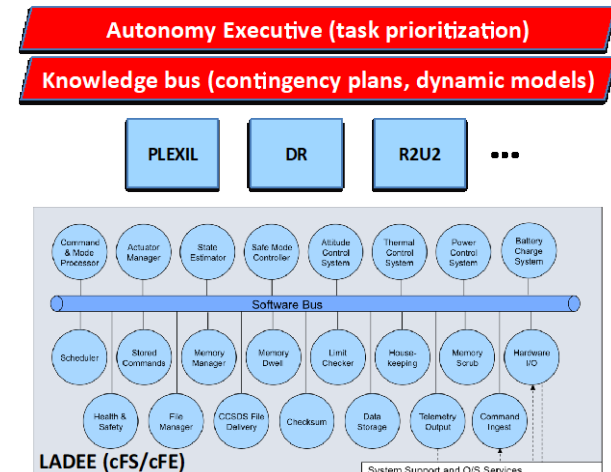 Autonomy Executive (task prioritization)
Knowledge bus (contingency plans, dynamic models)
PLEXIL DR R2U2 •••
Command Actuator State Safe Mode Attitude Thermal Power Battery
& Mode Manager Estimator Controller Control Control Control Charge
Processor System System System System
Software Bus
Scheduler Stored Memory Memory Limit House- Memory Hardware
Commands Manager Dwell Checker keeping Scrub I/O
Health & File CCSDS File Checksum Data Telemetry Command
Safety Manager Delivery Storage Output Ingest
LADEE (cFS/cFE)
System Support and O/S Services